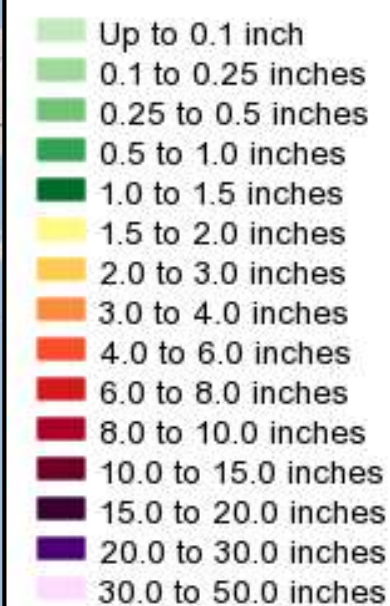 Up to 0.1 inch
0.1 to 0.25 inches
0.25 to 0.5 inches
0.5 to 1.0 inches
1.0 to 1.5 inches
1.5 to 2.0 inches
2.0 to 3.0 inches
3.0 to 4.0 inches
4.0 to 6.0 inches
6.0 to 8.0 inches
8.0 to 10.0 inches
10.0 to 15.0 inches
15.0 to 20.0 inches
20.0 to 30.0 inches
30.0 to 50.0 inches